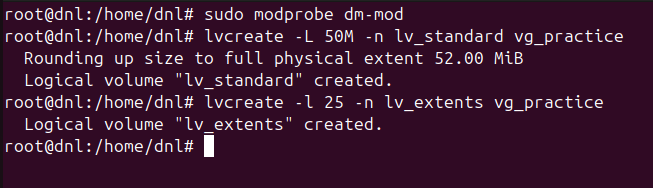 root@dnl:/home/dnl# sudo modprobe dm-mod
root@dnl:/home/dnl# lvcreate -L 50M -n lv_standard vg_practice
  Rounding up size to full physical extent 52.00 MiB
  Logical volume "lv_standard" created.
root@dnl:/home/dnl# lvcreate -l 25 -n lv_extents vg_practice
  Logical volume "lv_extents" created.
root@dnl:/home/dnl#